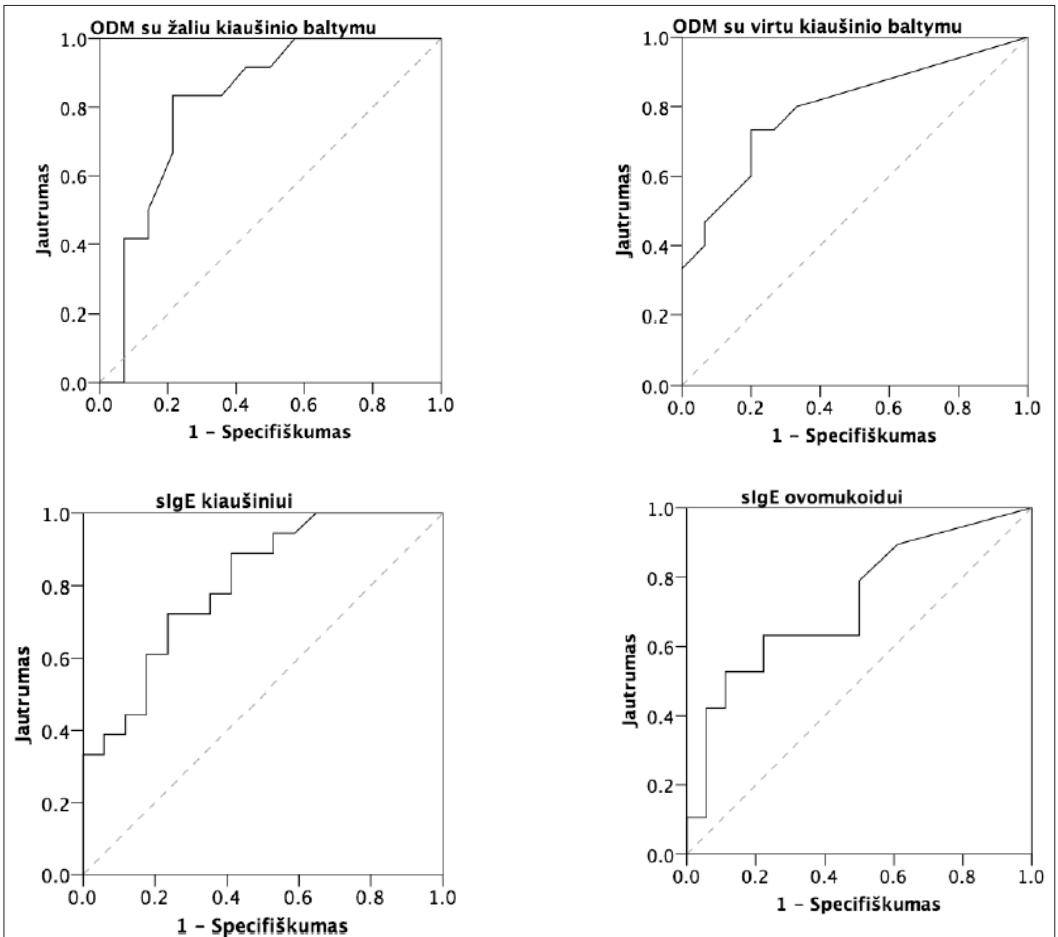 ODM su žaliu kiaušinio baltymu
1.0
0.8
0.6
0.4
0.2
0.0
Jautrumas
0.0 0.2 0.4 0.6 0.8 1.0
1 – Specifiškumas
ODM su virtu kiaušinio baltymu
1.0
0.8
0.6
0.4
0.2
0.0
Jautrumas
0.0 0.2 0.4 0.6 0.8 1.0
1 – Specifiškumas
sIgE kiaušiniui
1.0
0.8
0.6
0.4
0.2
0.0
Jautrumas
0.0 0.2 0.4 0.6 0.8 1.0
1 – Specifiškumas
sIgE ovomukoidui
1.0
0.8
0.6
0.4
0.2
0.0
Jautrumas
0.0 0.2 0.4 0.6 0.8 1.0
1 – Specifiškumas